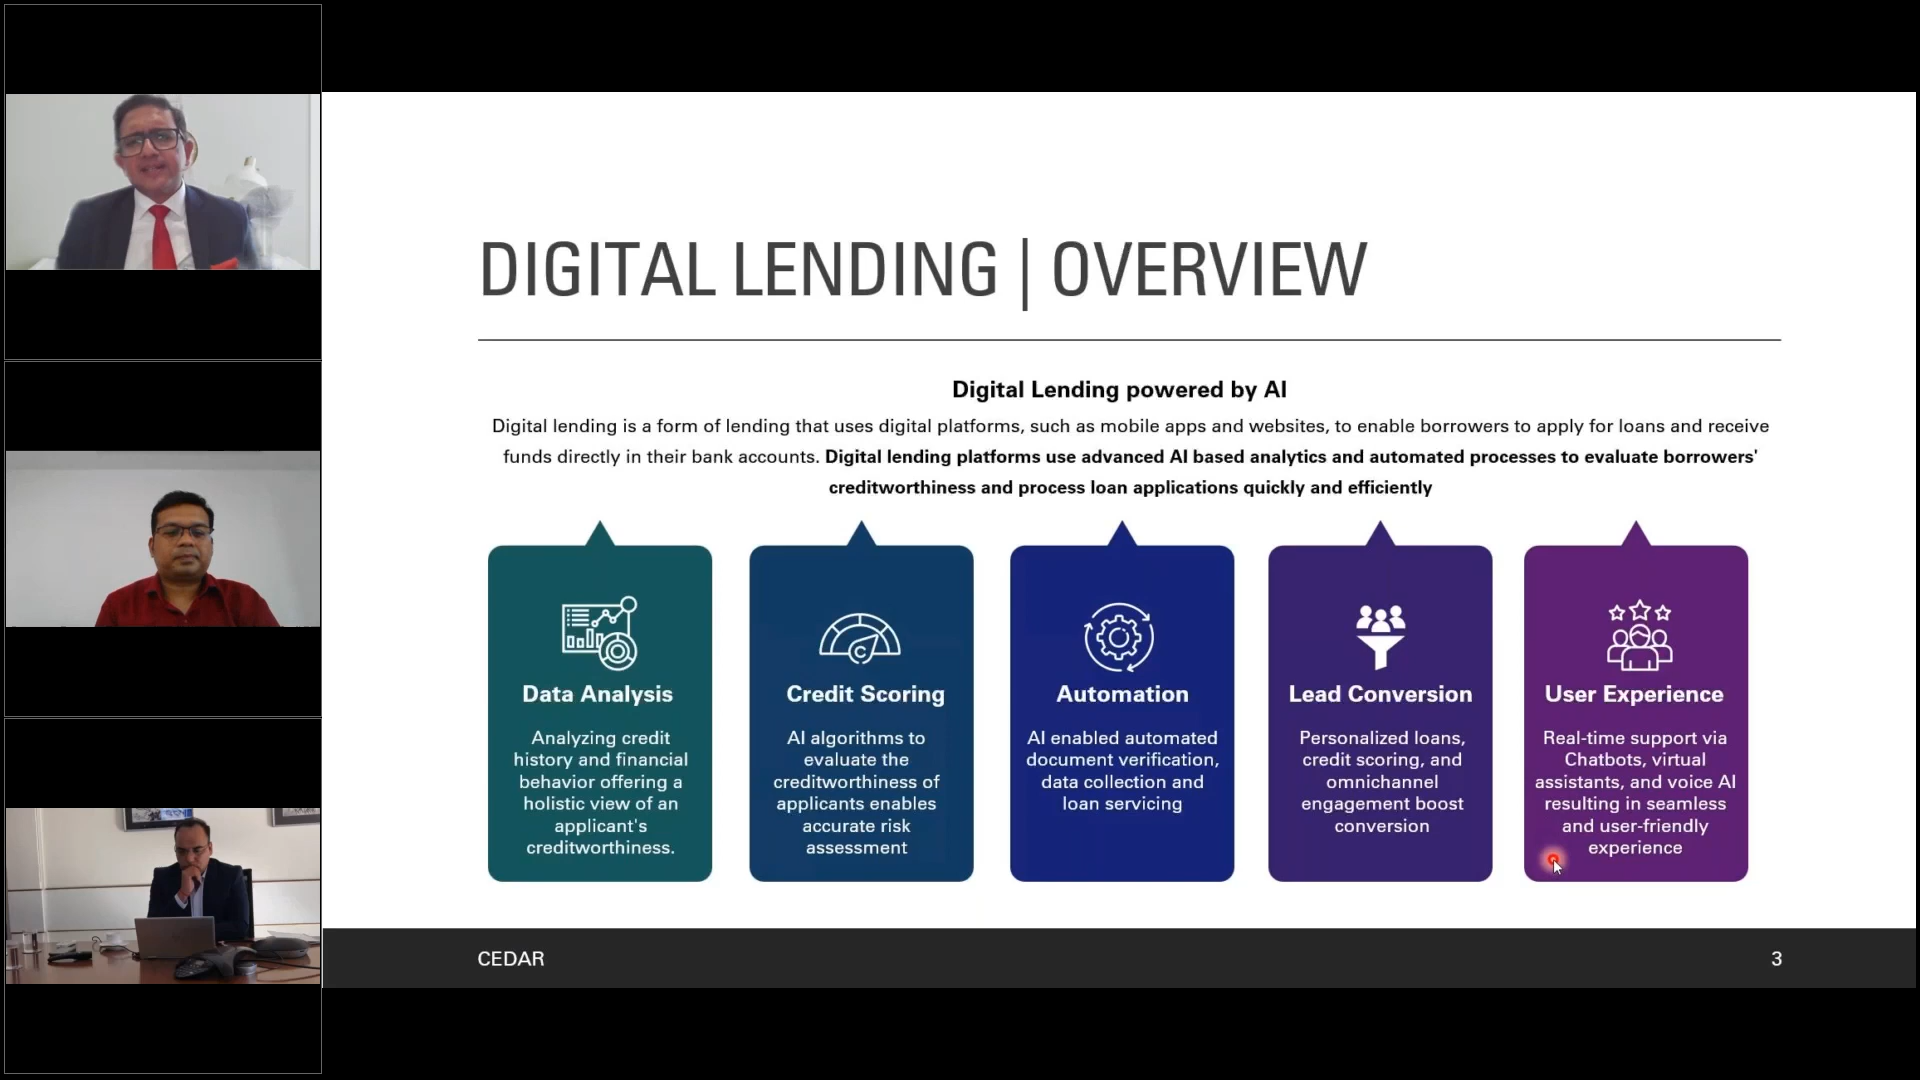 DIGITAL LENDING | OVERVIEW
Digital Lending powered by AI
Digital lending is a form of lending that uses digital platforms, such as mobile apps and websites, to enable borrowers to apply for loans and receive
funds directly in their bank accounts. Digital lending platforms use advanced AI based analytics and automated processes to evaluate borrowers'
creditworthiness and process loan applications quickly and efficiently
Data Analysis
Analyzing credit
history and financial
behavior offering a
holistic view of an
applicant's
creditworthiness.
C
Credit Scoring
AI algorithms to
evaluate the
creditworthiness of
applicants enables
accurate risk
assessment
Automation
AI enabled automated
document verification,
data collection and
loan servicing
Lead Conversion
Personalized loans,
credit scoring, and
omnichannel
engagement boost
conversion
User Experience
Real-time support via
Chatbots, virtual
assistants, and voice AI
resulting in seamless
and user-friendly
experience
CEDAR
3